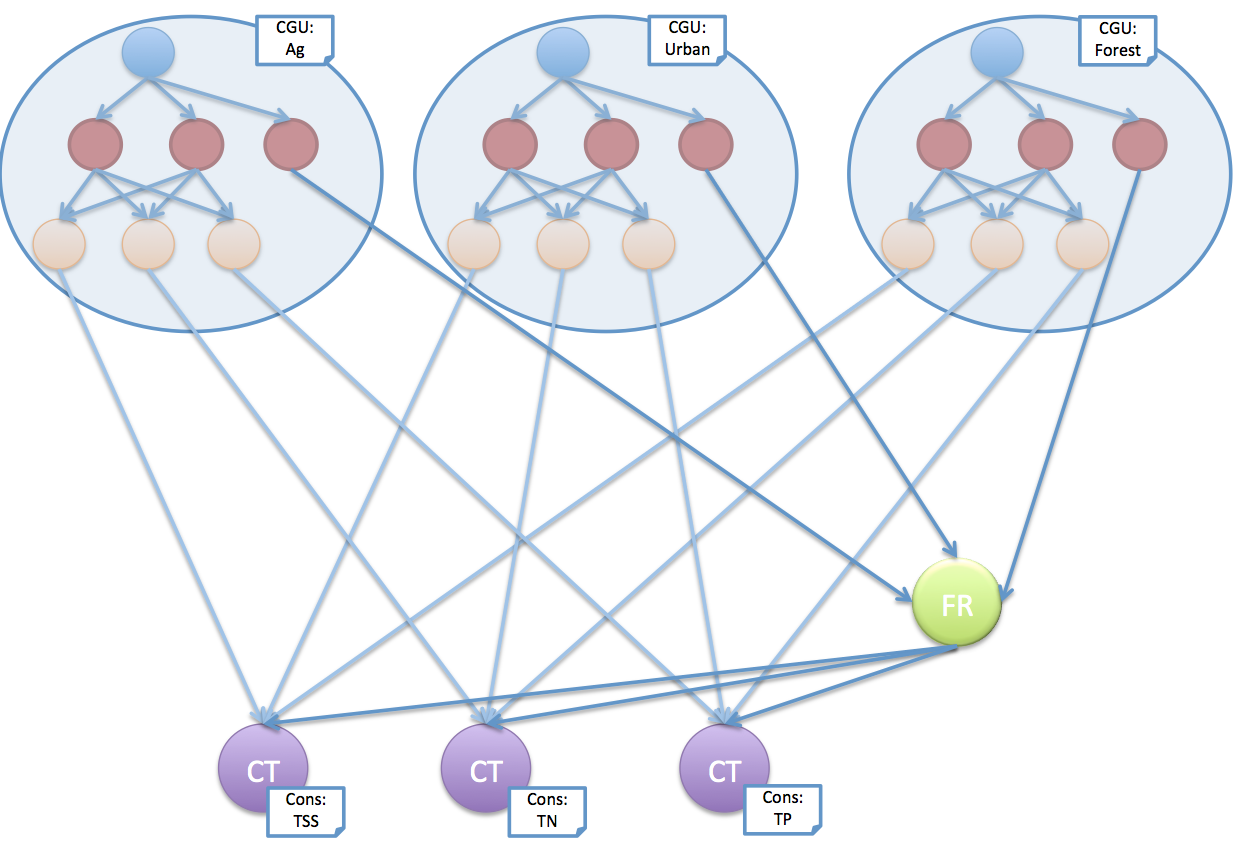 CGU:
Ag
CGU:
Urban
CGU:
Forest
FR
CT
Cons:
TSS
CT
Cons:
TN
CT
Cons:
TP